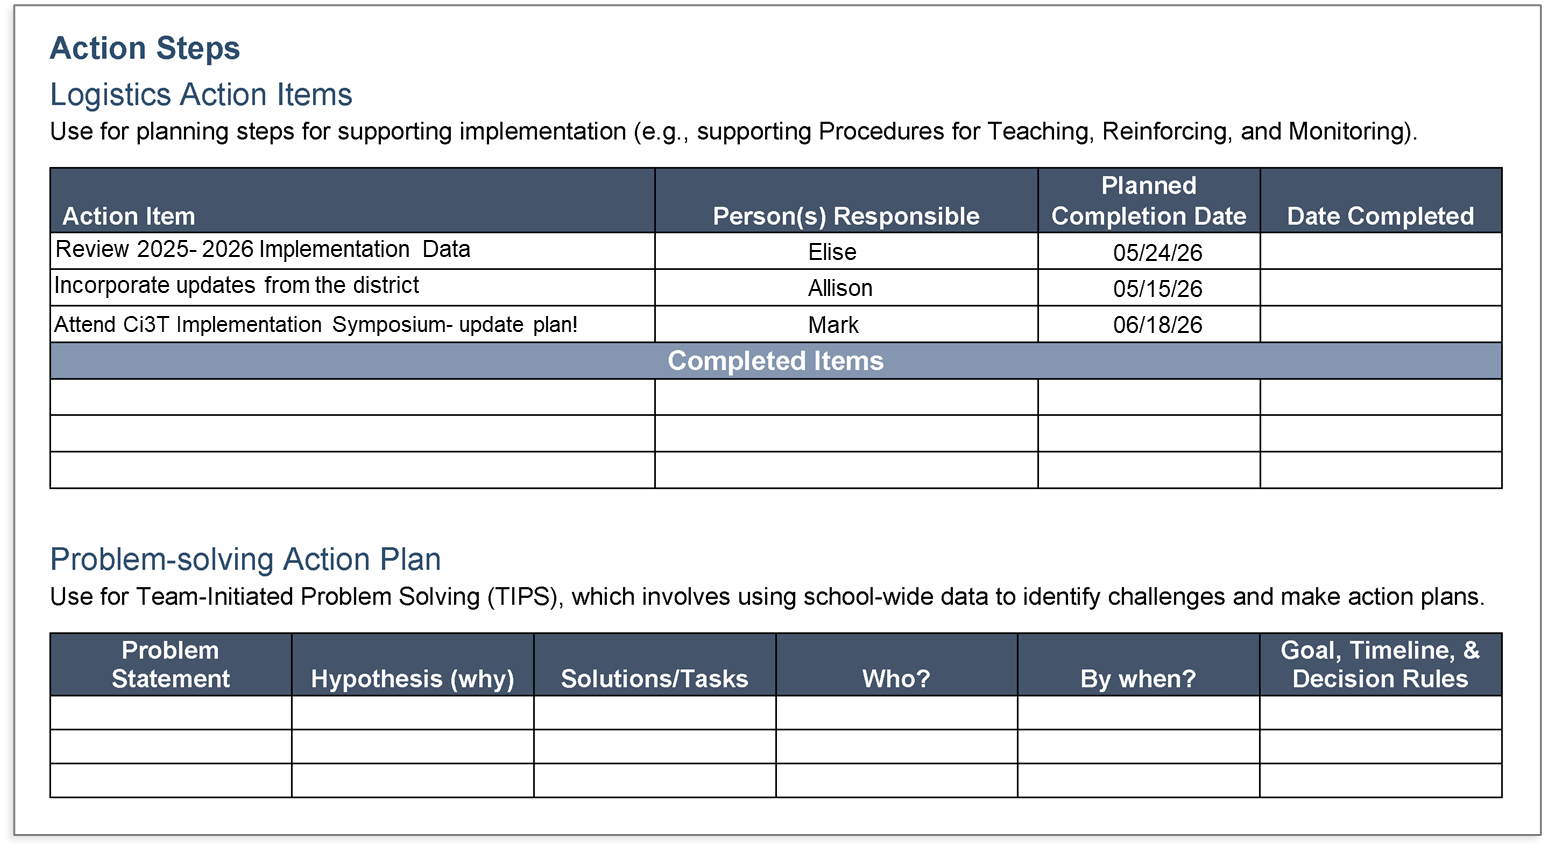 Action Steps
Logistics Action Items
Use for planning steps for supporting implementation (e.g., supporting Procedures for Teaching, Reinforcing, and Monitoring).
Action Item Person(s) Responsible Planned Completion Date Date Completed
Review 2025- 2026 Implementation Data Elise 05/24/26
Incorporate updates from the district Allison 05/15/26
Attend Ci3T Implementation Symposium- update plan! Mark 06/18/26
Completed Items
Problem-solving Action Plan
Use for Team-Initiated Problem Solving (TIPS), which involves using school-wide data to identify challenges and make action plans.
Problem Statement Hypothesis (why) Solutions/Tasks Who? By when? Goal, Timeline, & Decision Rules